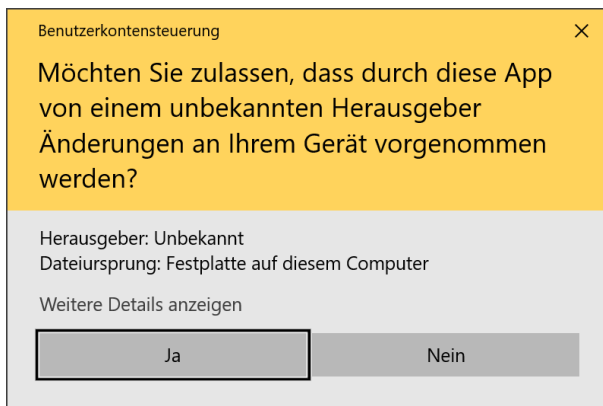 Benutzerkontensteuerung
Möchten Sie zulassen, dass durch diese App
von einem unbekannten Herausgeber
Änderungen an Ihrem Gerät vorgenommen
werden?
Herausgeber: Unbekannt
Dateiursprung: Festplatte auf diesem Computer
Weitere Details anzeigen
Ja
Nein